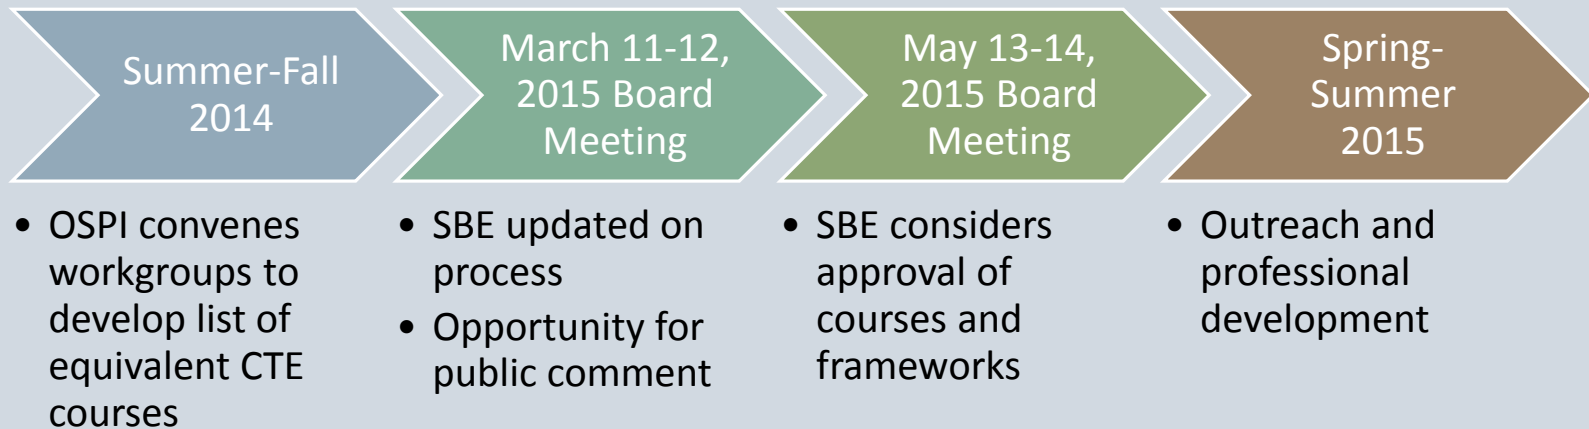 Summer-Fall
2014
March 11-12,
2015 Board
Meeting
May 13-14,
2015 Board
Meeting
Spring-
Summer
2015
• OSPI convenes
workgroups to
develop list of
equivalent CTE
courses
• SBE updated on
process
• Opportunity for
public comment
• SBE considers
approval of
courses and
frameworks
• Outreach and
professional
development